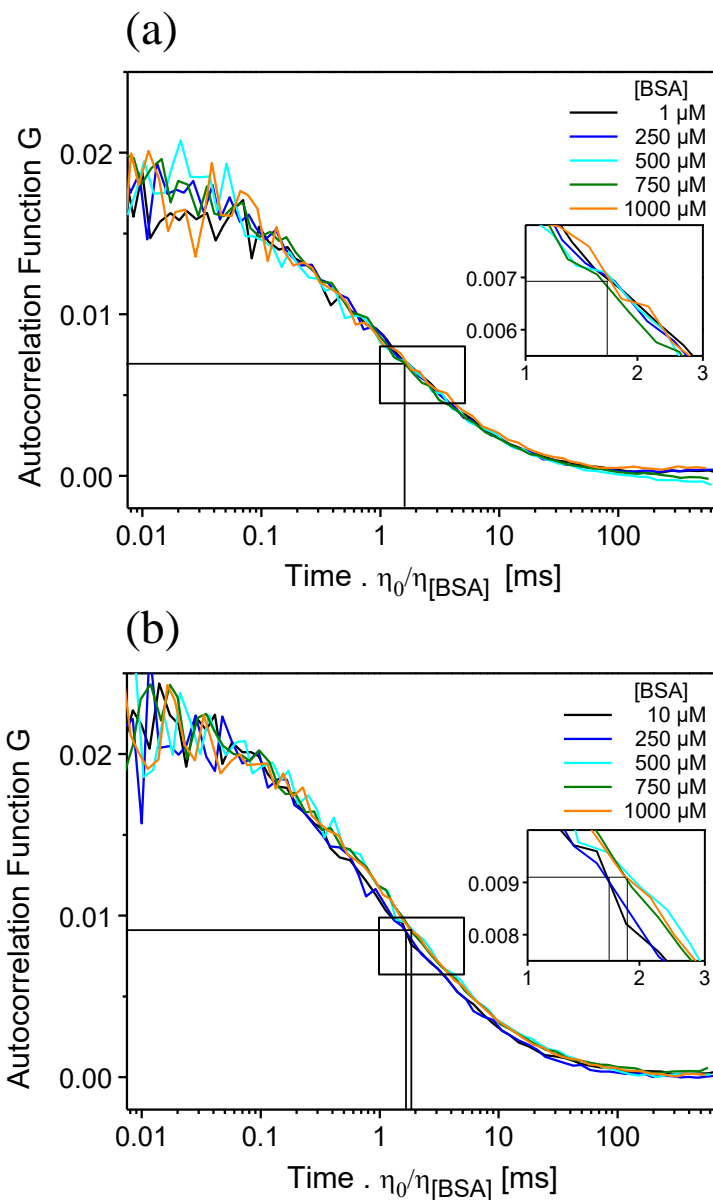 (a)
Autocorrelation Function G
0.02
0.01
0.00
[BSA]
1 µM
250 µM
500 µM
750 µM
1000 µM
0.007
0.006
1 2 3
0.01 0.1 1 10 100
Time . η0/η[BSA] [ms]
(b)
Autocorrelation Function G
0.02
0.01
0.00
[BSA]
10 µM
250 µM
500 µM
750 µM
1000 µM
0.009
0.008
1 2 3
0.01 0.1 1 10 100
Time . η0/η[BSA] [ms]